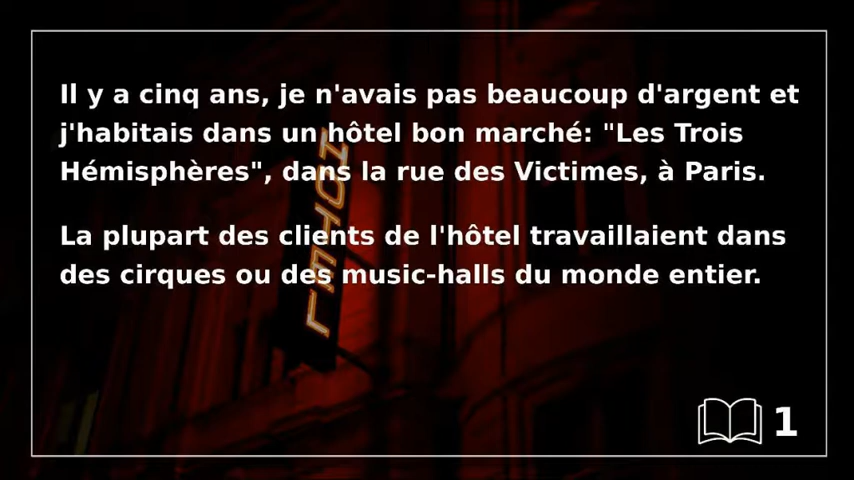 Il y a cinq ans, je n'avais pas beaucoup d'argent et
j'habitais dans un hôtel bon marché: "Les Trois
Hémisphères", dans la rue des Victimes, à Paris.
La plupart des clients de l'hôtel travaillaient dans
des cirques ou des music-halls du monde entier.
1